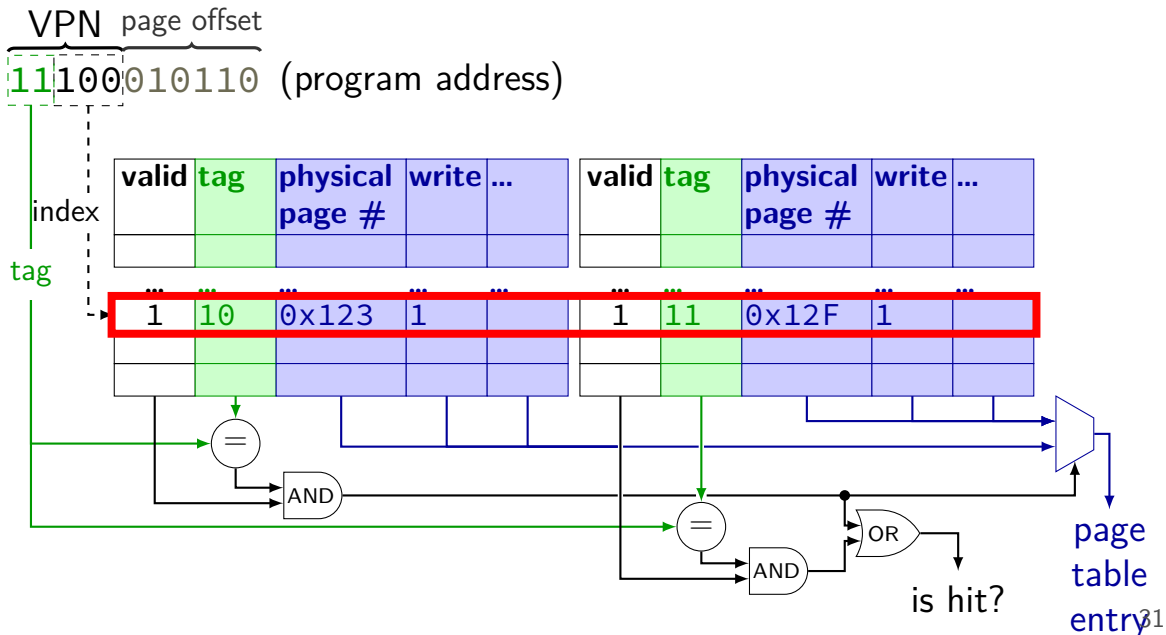 VPN page offset
11100010110 (program address)
valid tag physical page # write ... valid tag physical page # write ...
index
tag
... ... ... ... ... ... ... ... ... ...
1 10 0x123 1 1 11 0x12F 1
=
AND
=
OR
AND
is hit?
page
table
entry
31